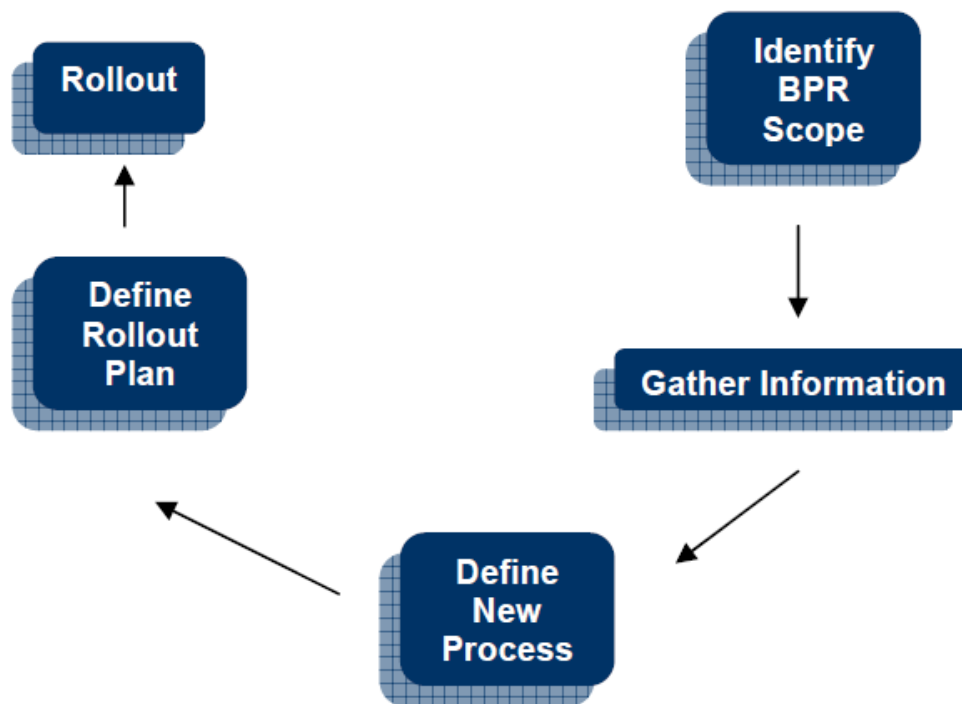 Identify
BPR
Scope
Gather Information
Define
New
Process
Define
Rollout
Plan
Rollout